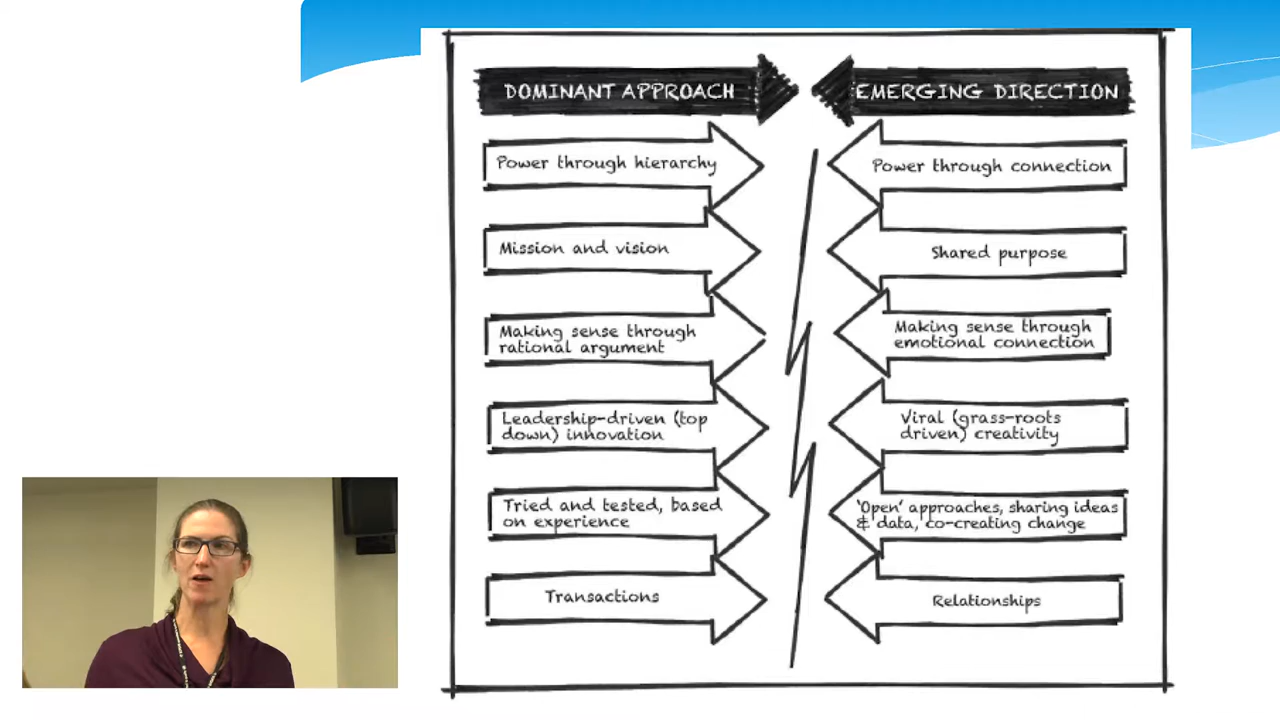 DOMINANT APPROACH
EMERGING DIRECTION
Power through hierarchy
Power through connection
Mission and vision
Shared purpose
Making sense through
rational argument
Making sense through
emotional connection
Leadership-driven (top
down) innovation
Viral (grass-roots
driven) creativity
Tried and tested, based
on experience
'Open' approaches, sharing ideas
& data, co-creating change
Transactions
Relationships